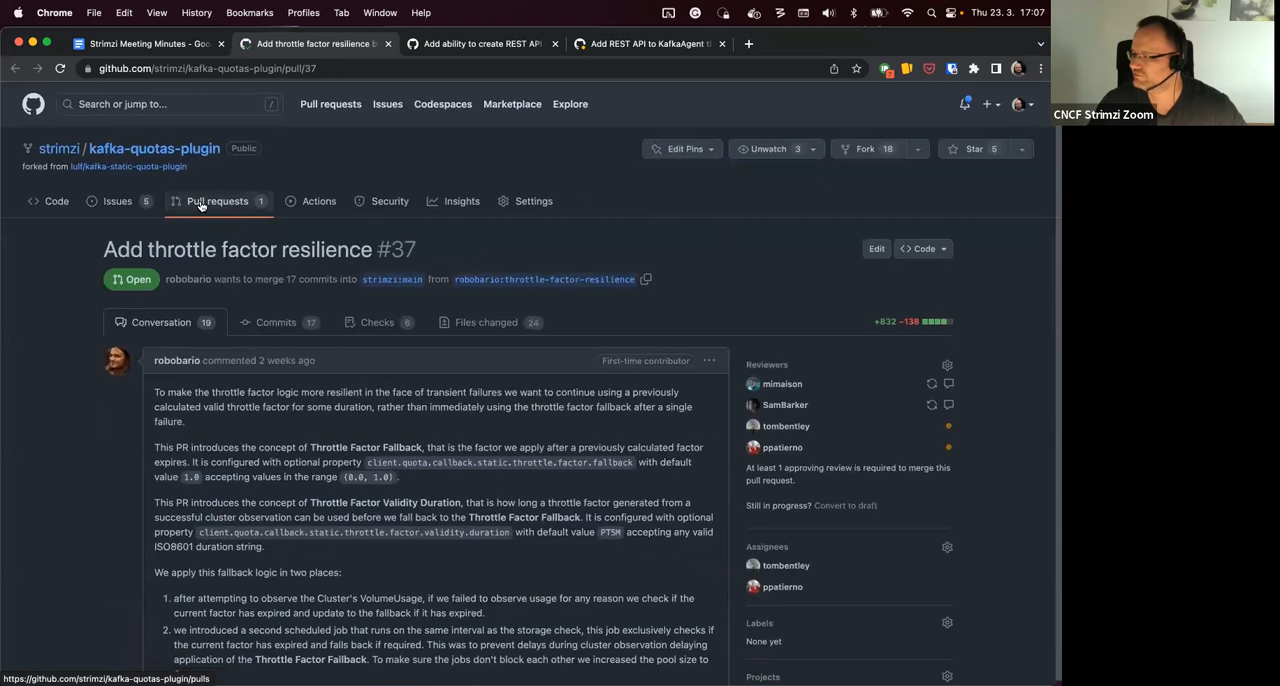 Chrome File Edit View History Bookmarks Profiles Tab Window Help Thu 23. 3. 17:07
Strimzi Meeting Minutes - Goo
Add throttle factor resilience b
Add ability to create REST API
Add REST API to KafkaAgent t
github.com/strimzi/kafka-quotas-plugin/pull/37
7
Search or jump to... /
Pull requests Issues Codespaces Marketplace Explore
CNCF Strimzi Zoom
strimzi / kafka-quotas-plugin Public
forked from lulf/kafka-static-quota-plugin
Edit Pins Unwatch 3 Fork 18 Star 5
Code Issues 5 Pull requests 1 Actions Security Insights Settings
Add throttle factor resilience #37
Edit <> Code
Open robobario wants to merge 17 commits into strimzi:main from robobario:throttle-factor-resilience
Conversation 19 Commits 17 Checks 6 Files changed 24
+832 −138
robobario commented 2 weeks ago First-time contributor ...
To make the throttle factor logic more resilient in the face of transient failures we want to continue using a previously
calculated valid throttle factor for some duration, rather than immediately using the throttle factor fallback after a single
failure.
This PR introduces the concept of Throttle Factor Fallback, that is the factor we apply after a previously calculated factor
expires. It is configured with optional property client.quota.callback.static.throttle.factor.fallback with default
value 1.0 accepting values in the range (0.0, 1.0).
This PR introduces the concept of Throttle Factor Validity Duration, that is how long a throttle factor generated from a
successful cluster observation can be used before we fall back to the Throttle Factor Fallback. It is configured with optional
property client.quota.callback.static.throttle.factor.validity.duration with default value PT5M accepting any valid
ISO8601 duration string.
We apply this fallback logic in two places:
1. after attempting to observe the Cluster's VolumeUsage, if we failed to observe usage for any reason we check if the
current factor has expired and update to the fallback if it has expired.
2. we introduced a second scheduled job that runs on the same interval as the storage check, this job exclusively checks if
the current factor has expired and falls back if required. This was to prevent delays during cluster observation delaying
application of the Throttle Factor Fallback. To make sure the jobs don't block each other we increased the pool size to
Reviewers
mimaison
SamBarker
tombentley
ppatierno
At least 1 approving review is required to merge this
pull request.
Still in progress? Convert to draft
Assignees
tombentley
ppatierno
Labels
None yet
Projects
https://github.com/strimzi/kafka-quotas-plugin/pulls